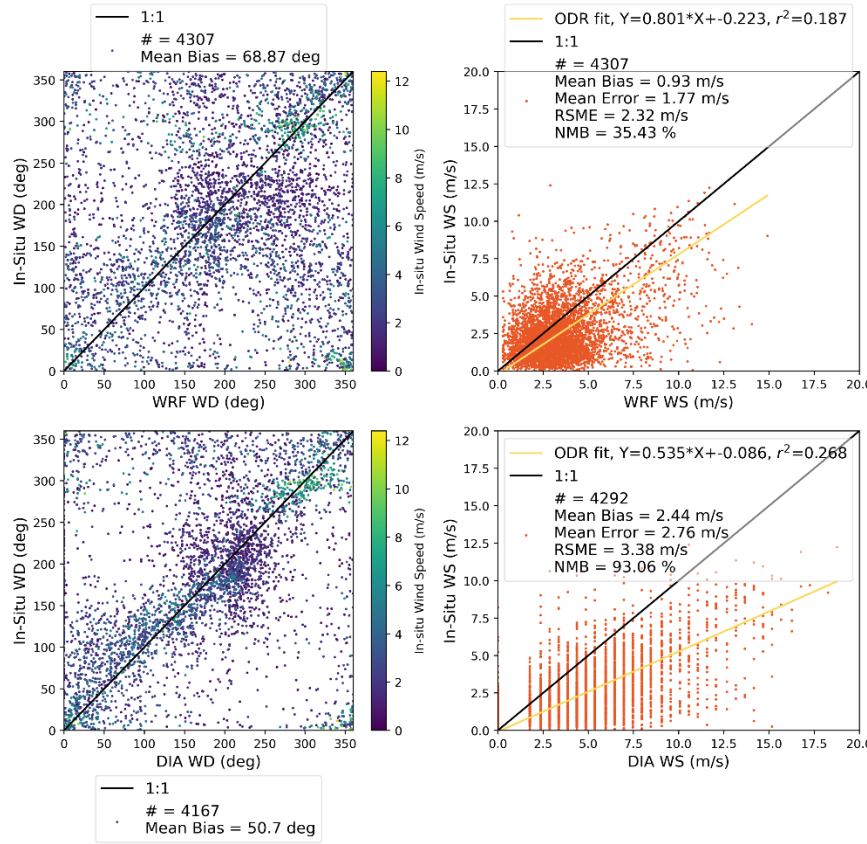 1:1
# = 4307
Mean Bias = 68.87 deg
ODR fit, Y=0.801*X+-0.223, r²=0.187
1:1
# = 4307
Mean Bias = 0.93 m/s
Mean Error = 1.77 m/s
RSME = 2.32 m/s
NMB = 35.43 %
350
300
250
200
150
100
50
0
In-Situ WD (deg)
0 50 100 150 200 250 300 350
WRF WD (deg)
12
10
8
6
4
2
0
In-situ Wind Speed (m/s)
20.0
17.5
15.0
12.5
10.0
7.5
5.0
2.5
0.0
In-Situ WS (m/s)
0.0 2.5 5.0 7.5 10.0 12.5 15.0 17.5 20.0
WRF WS (m/s)
350
300
250
200
150
100
50
0
In-Situ WD (deg)
0 50 100 150 200 250 300 350
DIA WD (deg)
12
10
8
6
4
2
0
In-situ Wind Speed (m/s)
ODR fit, Y=0.535*X+-0.086, r²=0.268
1:1
# = 4292
Mean Bias = 2.44 m/s
Mean Error = 2.76 m/s
RSME = 3.38 m/s
NMB = 93.06 %
20.0
17.5
15.0
12.5
10.0
7.5
5.0
2.5
0.0
In-Situ WS (m/s)
0.0 2.5 5.0 7.5 10.0 12.5 15.0 17.5 20.0
DIA WS (m/s)
1:1
# = 4167
Mean Bias = 50.7 deg